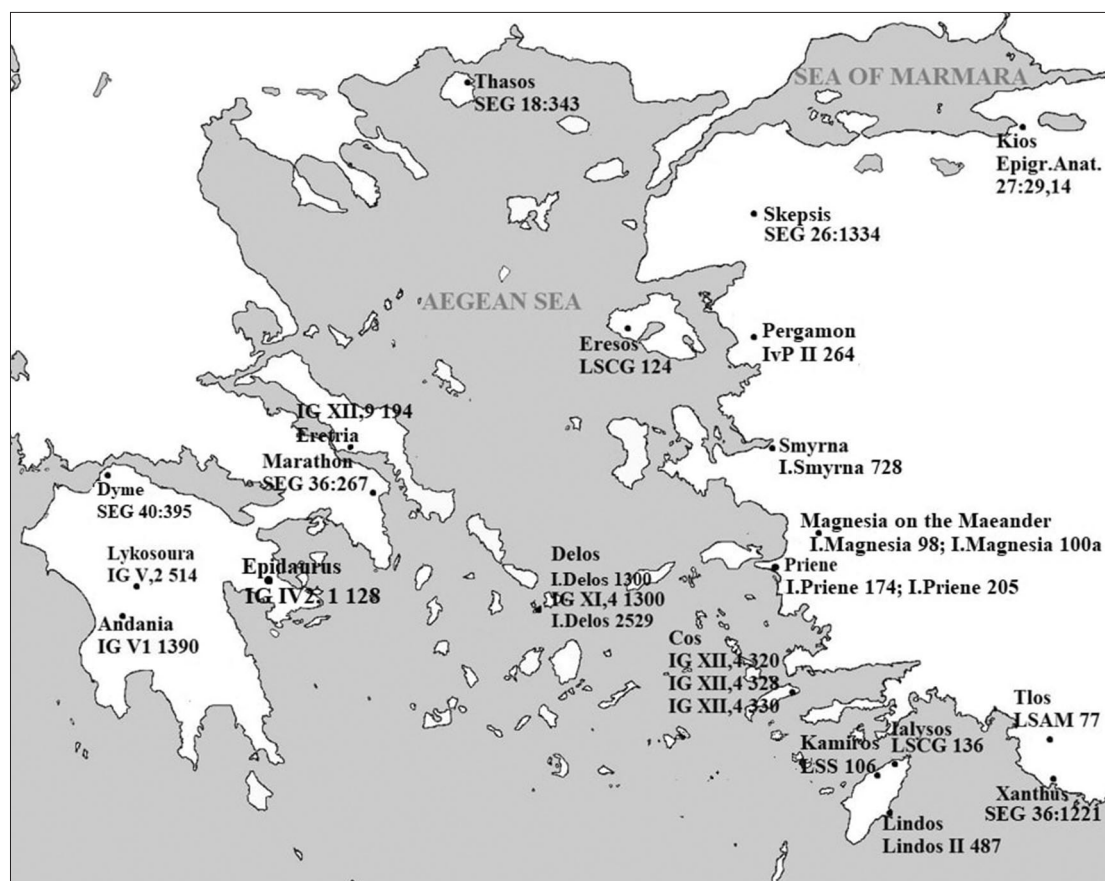 Thasos
SEG 18:343
SEA OF MARMARA
Kios
Epigr.Anat.
27:29,14
Skepsis
SEG 26:1334
AEGEAN SEA
Eresos
LSCG 124
Pergamon
IvP II 264
IG XII,9 194
Eretria
Marathon
SEG 36:267
Smyrna
I.Smyrna 728
Dyme
SEG 40:395
Magnesia on the Maeander
I.Magnesia 98; I.Magnesia 100a
Priene
I.Priene 174; I.Priene 205
Lykosoura
IG V,2 514
Epidaurus
IG IV2, 1 128
Delos
I.Delos 1300
IG XI,4 1300
I.Delos 2529
Andania
IG V1 1390
Cos
IG XII,4 320
IG XII,4 328
IG XII,4 330
Tlos
LSAM 77
Ialysos
LSCG 136
Kamiros
LSS 106
Xanthus
SEG 36:1221
Lindos
Lindos II 487